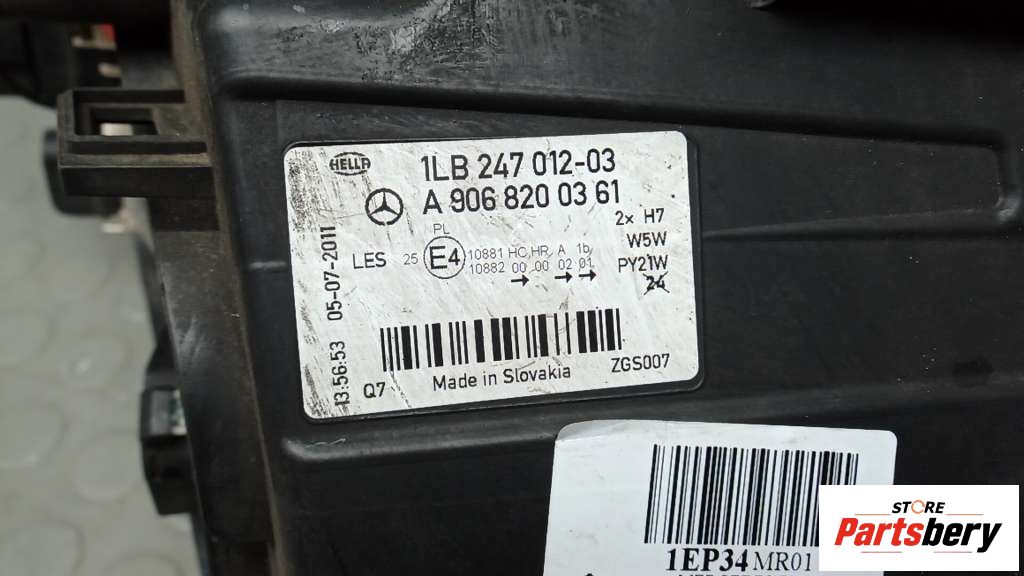 HELLA 1LB 247 012-03
A 906 820 03 61
2x H7
W5W
PY21W
24
PL
LES 25 E4 10881 HC/HR A 1b
10882 00 00 02 01
Made in Slovakia
Q7
ZGS007
13:56:53 05-07-2011
1EP34MR01
STORE
Partsbery